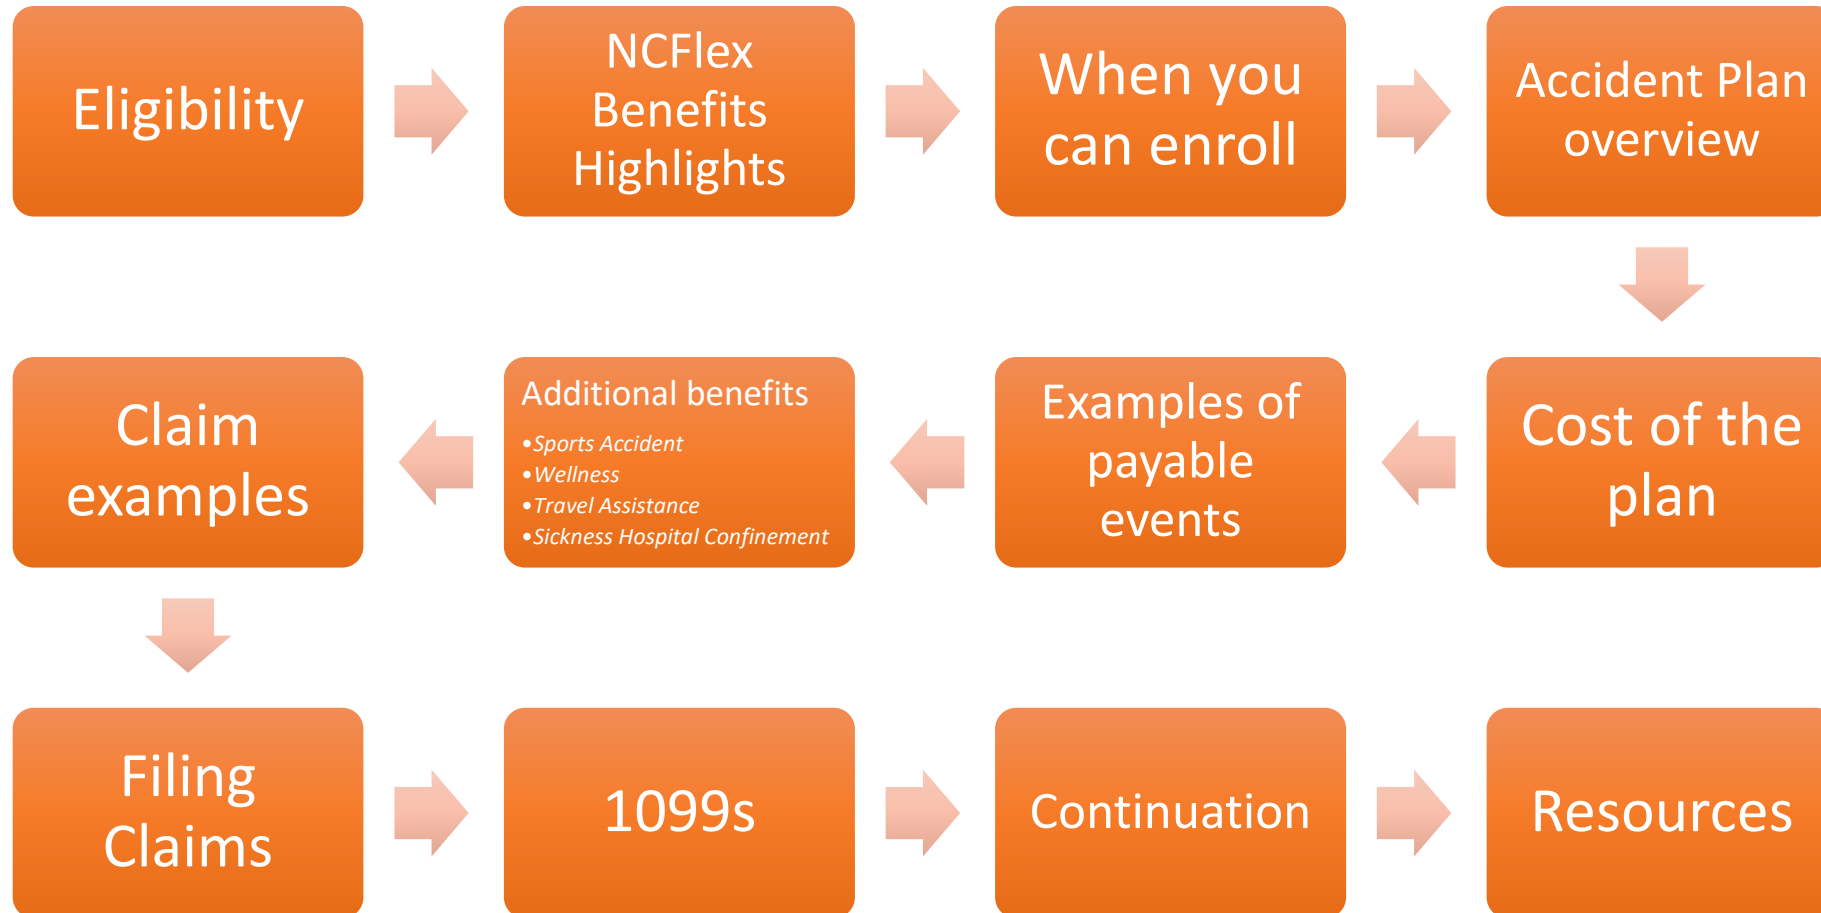 Eligibility
NCFlex
Benefits
Highlights
When you
can enroll
Accident Plan
overview
Cost of the
plan
Examples of
payable
events
Additional benefits
•Sports Accident
•Wellness
•Travel Assistance
•Sickness Hospital Confinement
Claim
examples
Filing
Claims
1099s
Continuation
Resources